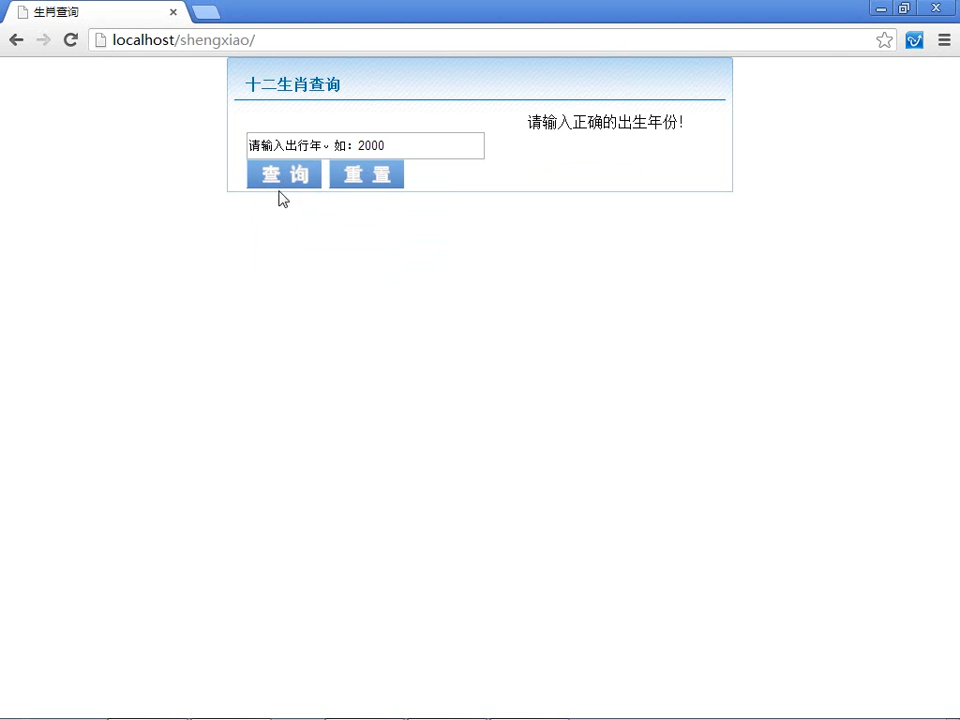 生肖查询
localhost/shengxiao/
十二生肖查询
请输入正确的出生年份!
请输入出行年。如：2000
查 询 重 置